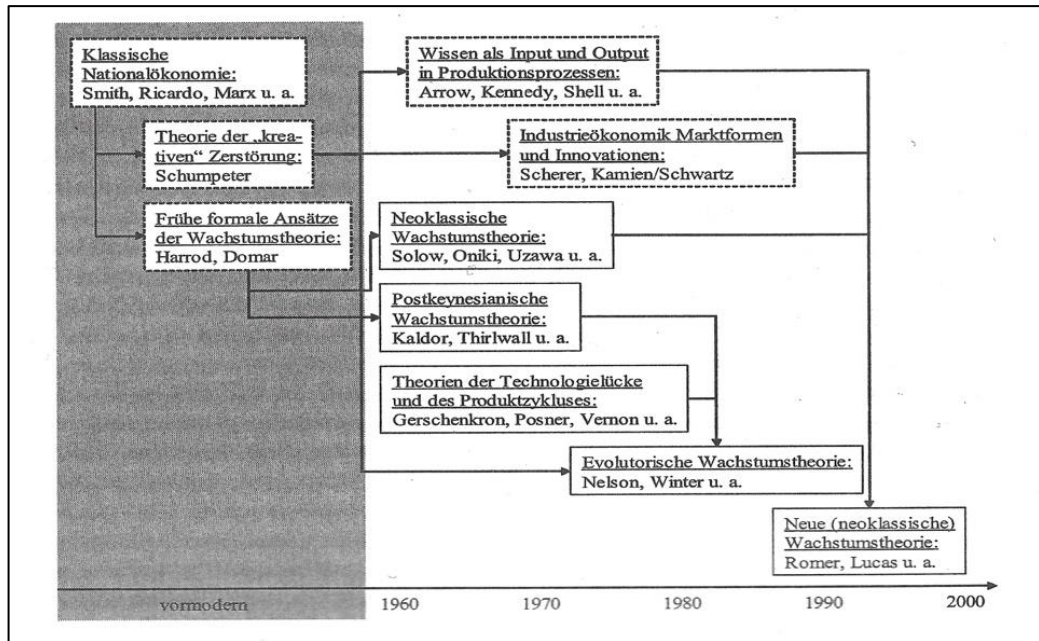 Klassische
Nationalökonomie:
Smith, Ricardo, Marx u. a.
Theorie der „krea-
tiven“ Zerstörung:
Schumpeter
Frühe formale Ansätze
der Wachstumstheorie:
Harrod, Domar
Wissen als Input und Output
in Produktionsprozessen:
Arrow, Kennedy, Shell u. a.
Industrieökonomik Marktformen
und Innovationen:
Scherer, Kamien/Schwartz
Neoklassische
Wachstumstheorie:
Solow, Oniki, Uzawa u. a.
Postkeynesianische
Wachstumstheorie:
Kaldor, Thirlwall u. a.
Theorien der Technologielücke
und des Produktzykluses:
Gerschenkron, Posner, Vernon u. a.
Evolutorische Wachstumstheorie:
Nelson, Winter u. a.
Neue (neoklassische)
Wachstumstheorie:
Romer, Lucas u. a.
vormodern 1960 1970 1980 1990 2000